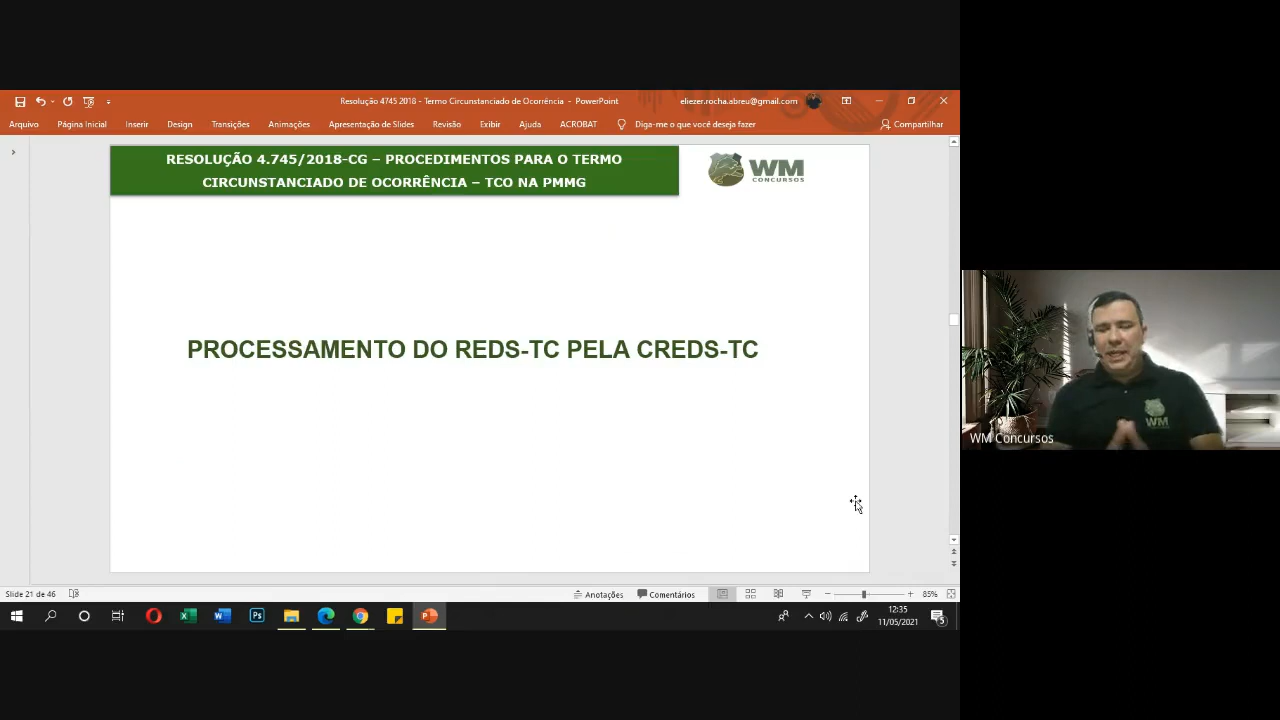 Resolução 4745 2018 - Termo Circunstanciado de Ocorrência - PowerPoint
eliezer.rocha.abreu@gmail.com
Arquivo Página Inicial Inserir Design Transições Animações Apresentação de Slides Revisão Exibir Ajuda ACROBAT Diga-me o que você deseja fazer Compartilhar
RESOLUÇÃO 4.745/2018-CG – PROCEDIMENTOS PARA O TERMO
CIRCUNSTANCIADO DE OCORRÊNCIA – TCO NA PMMG
WM
CONCURSOS
PROCESSAMENTO DO REDS-TC PELA CREDS-TC
WM
WM Concursos
Slide 21 de 46
Anotações Comentários
85%
Ps
12:35
11/05/2021
5